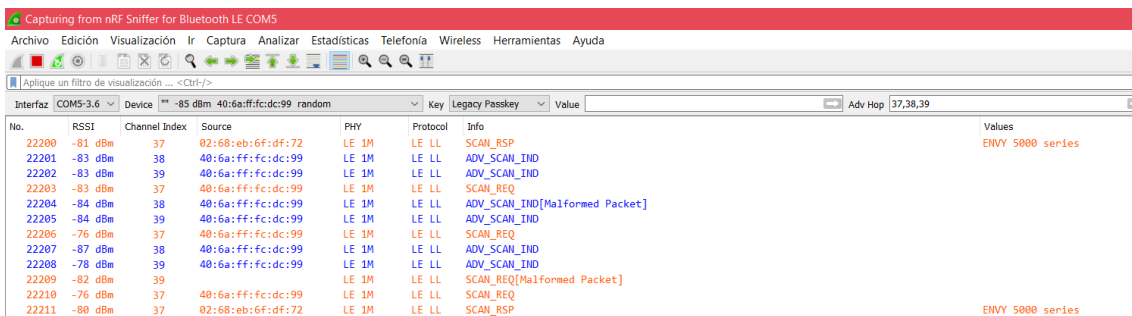 Capturing from nRF Sniffer for Bluetooth LE COM5
Archivo Edición Visualización Ir Captura Analizar Estadísticas Telefonía Wireless Herramientas Ayuda
Aplique un filtro de visualización ... <Ctrl-/>
Interfaz COM5-3.6 Device "" -85 dBm 40:6a:ff:fc:dc:99 random Key Legacy Passkey Value Adv Hop 37,38,39
No. RSSI Channel Index Source PHY Protocol Info Values
22200 -81 dBm 37 02:68:eb:6f:df:72 LE 1M LE LL SCAN_RSP ENVY 5000 series
22201 -83 dBm 38 40:6a:ff:fc:dc:99 LE 1M LE LL ADV_SCAN_IND
22202 -83 dBm 39 40:6a:ff:fc:dc:99 LE 1M LE LL ADV_SCAN_IND
22203 -83 dBm 37 40:6a:ff:fc:dc:99 LE 1M LE LL SCAN_REQ
22204 -84 dBm 38 40:6a:ff:fc:dc:99 LE 1M LE LL ADV_SCAN_IND[Malformed Packet]
22205 -84 dBm 39 40:6a:ff:fc:dc:99 LE 1M LE LL ADV_SCAN_IND
22206 -76 dBm 37 40:6a:ff:fc:dc:99 LE 1M LE LL SCAN_REQ
22207 -87 dBm 38 40:6a:ff:fc:dc:99 LE 1M LE LL ADV_SCAN_IND
22208 -78 dBm 39 40:6a:ff:fc:dc:99 LE 1M LE LL ADV_SCAN_IND
22209 -82 dBm 39 LE 1M LE LL SCAN_REQ[Malformed Packet]
22210 -76 dBm 37 40:6a:ff:fc:dc:99 LE 1M LE LL SCAN_REQ
22211 -80 dBm 37 02:68:eb:6f:df:72 LE 1M LE LL SCAN_RSP ENVY 5000 series